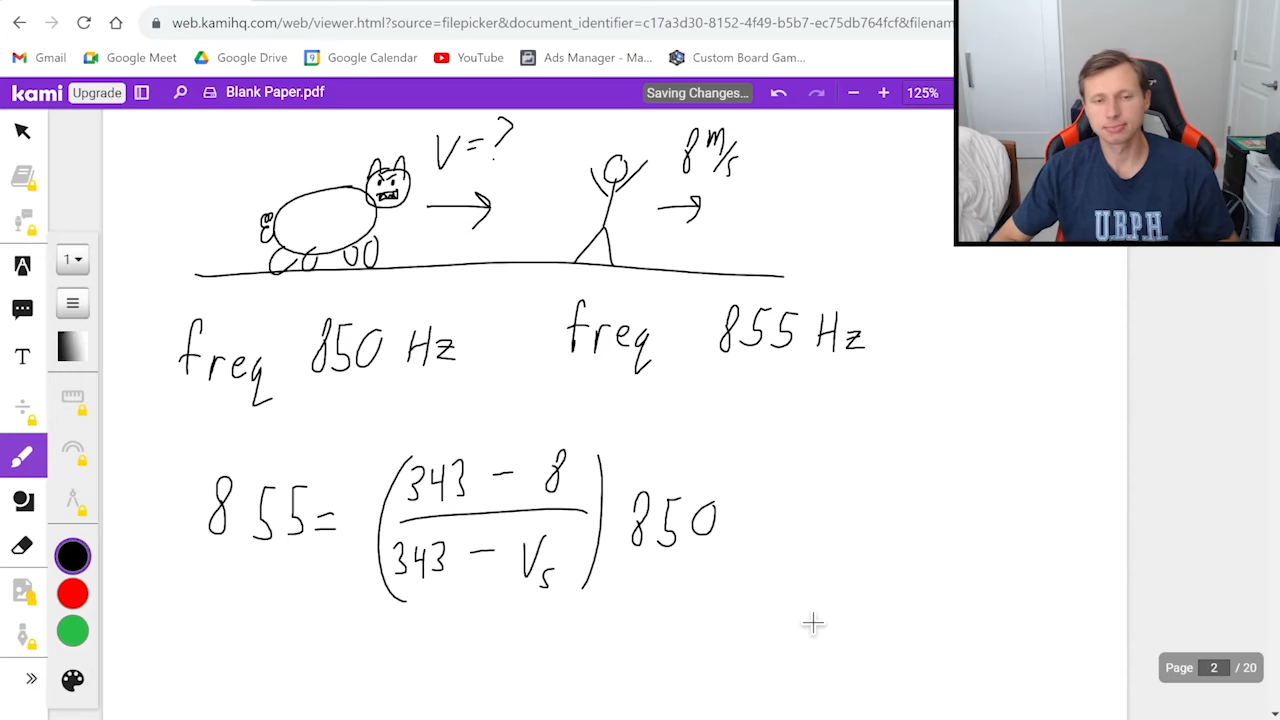 web.kamihq.com/web/viewer.html?source=filepicker&document_identifier=c17a3d30-8152-4f49-b5b7-ec75db764fcf&filenam
Gmail Google Meet Google Drive Google Calendar YouTube Ads Manager - Ma... Custom Board Gam...
kami Upgrade Blank Paper.pdf Saving Changes... 125%
V = ? 8 m/s
1
T
freq 850 Hz freq 855 Hz
855 = (343 - 8 / 343 - Vs) 850
U.B.P.H.
Page 2 / 20